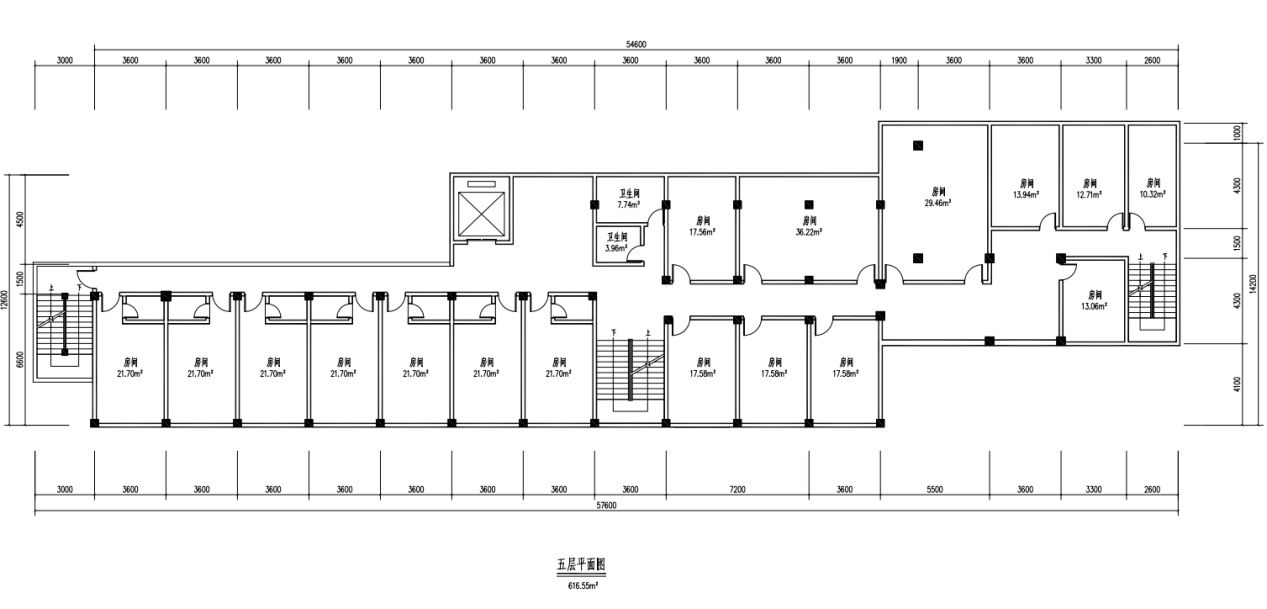 54600
3000 3600 3600 3600 3600 3600 3600 3600 3600 3600 3600 3600 1900 3600 3600 3300 2600
1000
4300
1500
4300
4100
14200
4500
1500
6600
12600
卫生间
7.74m²
卫生间
3.96m²
房间
17.56m²
房间
36.22m²
房间
29.46m²
房间
13.94m²
房间
12.71m²
房间
10.32m²
上 下
上 下
房间
13.06m²
下 上
房间
21.70m²
房间
21.70m²
房间
21.70m²
房间
21.70m²
房间
21.70m²
房间
21.70m²
房间
21.70m²
房间
17.58m²
房间
17.58m²
房间
17.58m²
3000 3600 3600 3600 3600 3600 3600 3600 3600 7200 3600 5500 3600 3300 2600
57600
五层平面图
616.55m²